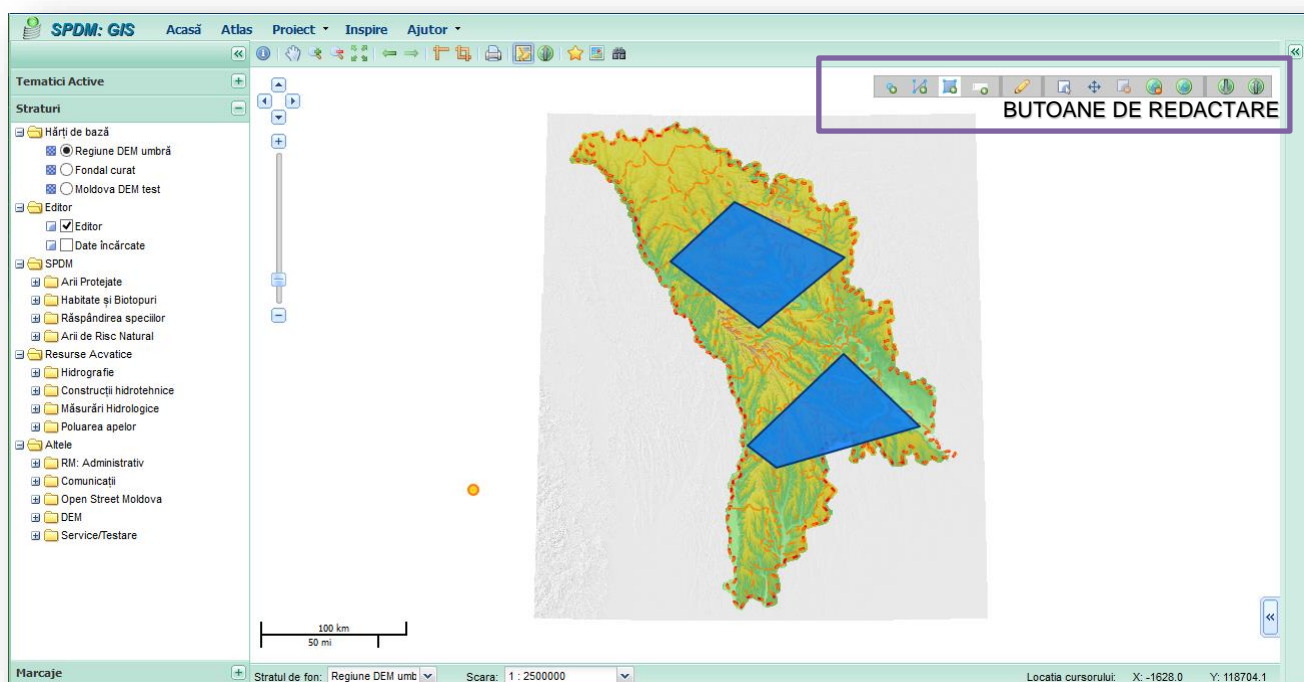 SPDM: GIS Acasă Atlas Proiect Inspire Ajutor
Tematici Active
Straturi
Hărți de bază
Regiune DEM umbră
Fondal curat
Moldova DEM test
Editor
Editor
Date încărcate
SPDM
Arii Protejate
Habitate și Biotopuri
Răspândirea speciilor
Arii de Risc Natural
Resurse Acvatice
Hidrografie
Construcții hidrotehnice
Măsurări Hidrologice
Poluarea apelor
Altele
RM: Administrativ
Comunicații
Open Street Moldova
DEM
Service/Testare
Marcaje
BUTOANE DE REDACTARE
100 km
50 mi
Stratul de fon: Regiune DEM umb Scara: 1 : 2500000 Locația cursorului: X: -1628.0 Y: 118704.1